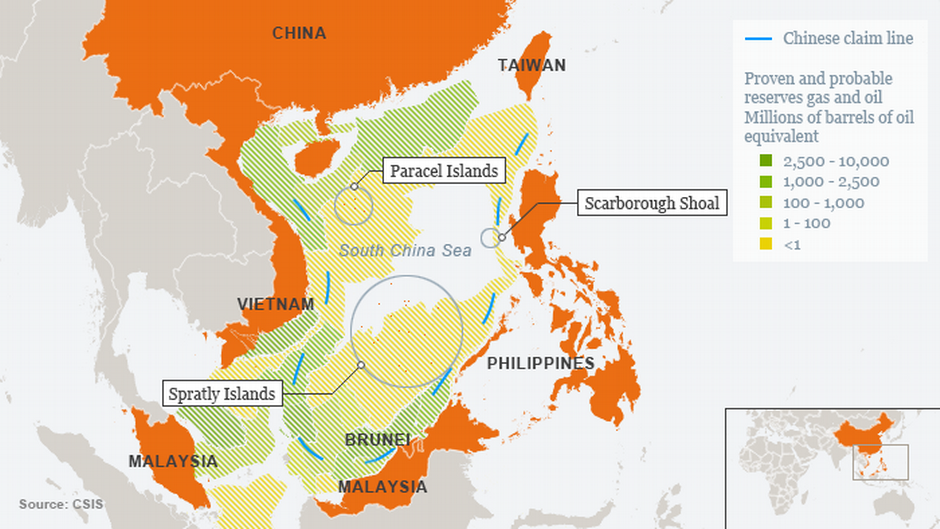 CHINA
TAIWAN
Chinese claim line
Proven and probable
reserves gas and oil
Millions of barrels of oil
equivalent
2,500 - 10,000
1,000 - 2,500
100 - 1,000
1 - 100
<1
Paracel Islands
Scarborough Shoal
South China Sea
VIETNAM
PHILIPPINES
Spratly Islands
BRUNEI
MALAYSIA
MALAYSIA
Source: CSIS